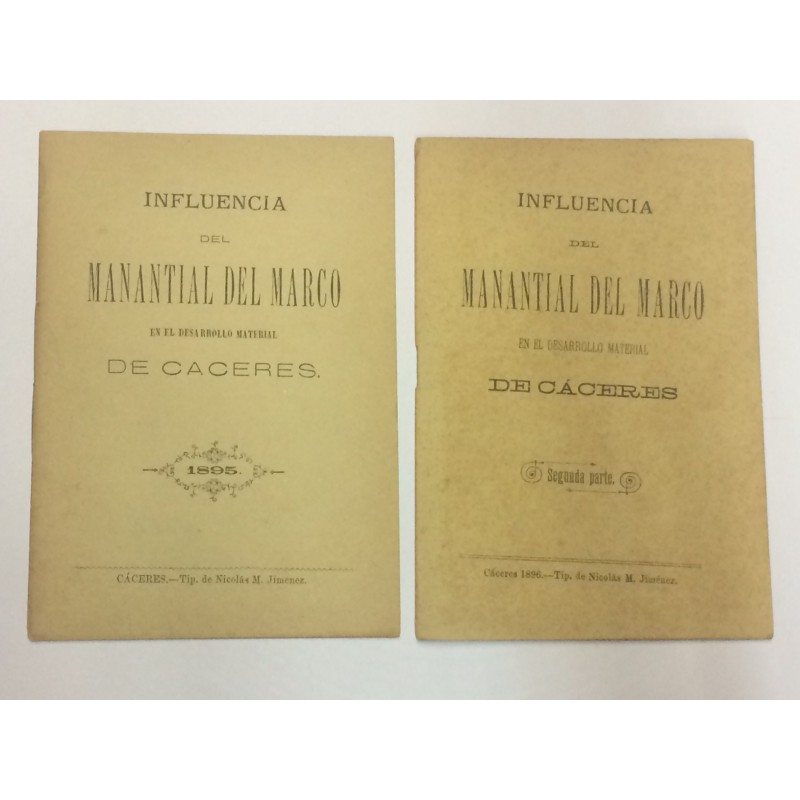 INFLUENCIA
DEL
MANANTIAL DEL MARCO
EN EL DESARROLLO MATERIAL
DE CACERES.
1895.
CÁCERES.—Tip. de Nicolás M. Jimenez.
INFLUENCIA
DEL
MANANTIAL DEL MARCO
EN EL DESARROLLO MATERIAL
DE CÁCERES
Segunda parte.
Cáceres 1896.—Tip. de Nicolás M. Jiménez.